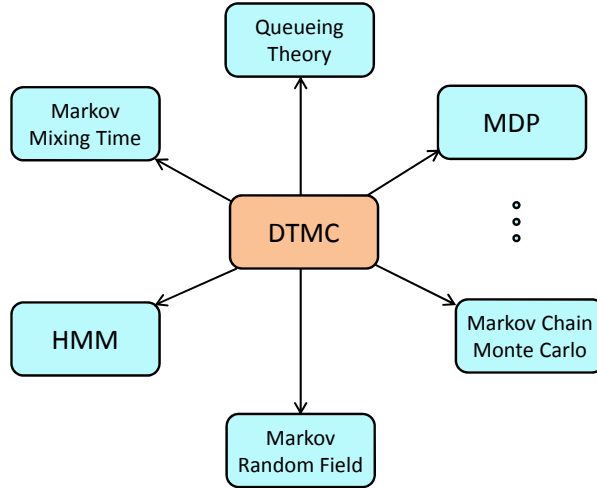 Queueing
Theory
Markov
Mixing Time
MDP
DTMC
HMM
Markov Chain
Monte Carlo
Markov
Random Field